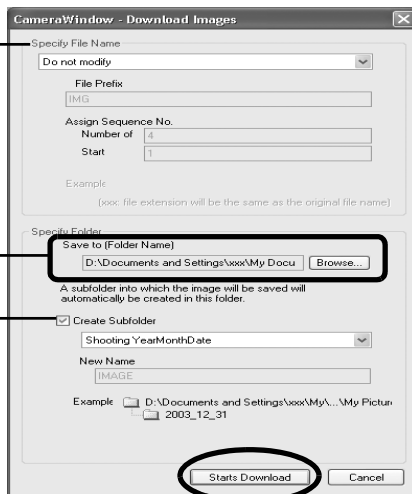 CameraWindow - Download Images
Specify File Name
Do not modify
File Prefix
IMG
Assign Sequence No.
Number of 4
Start 1
Example
(xxx: file extension will be the same as the original file name)
Specify Folder
Save to (Folder Name)
D:\Documents and Settings\xxx\My Docu Browse...
A subfolder into which the image will be saved will
automatically be created in this folder.
Create Subfolder
Shooting YearMonthDate
New Name
IMAGE
Example D:\Documents and Settings\xxx\My\...\My Pictur
2003_12_31
Starts Download Cancel